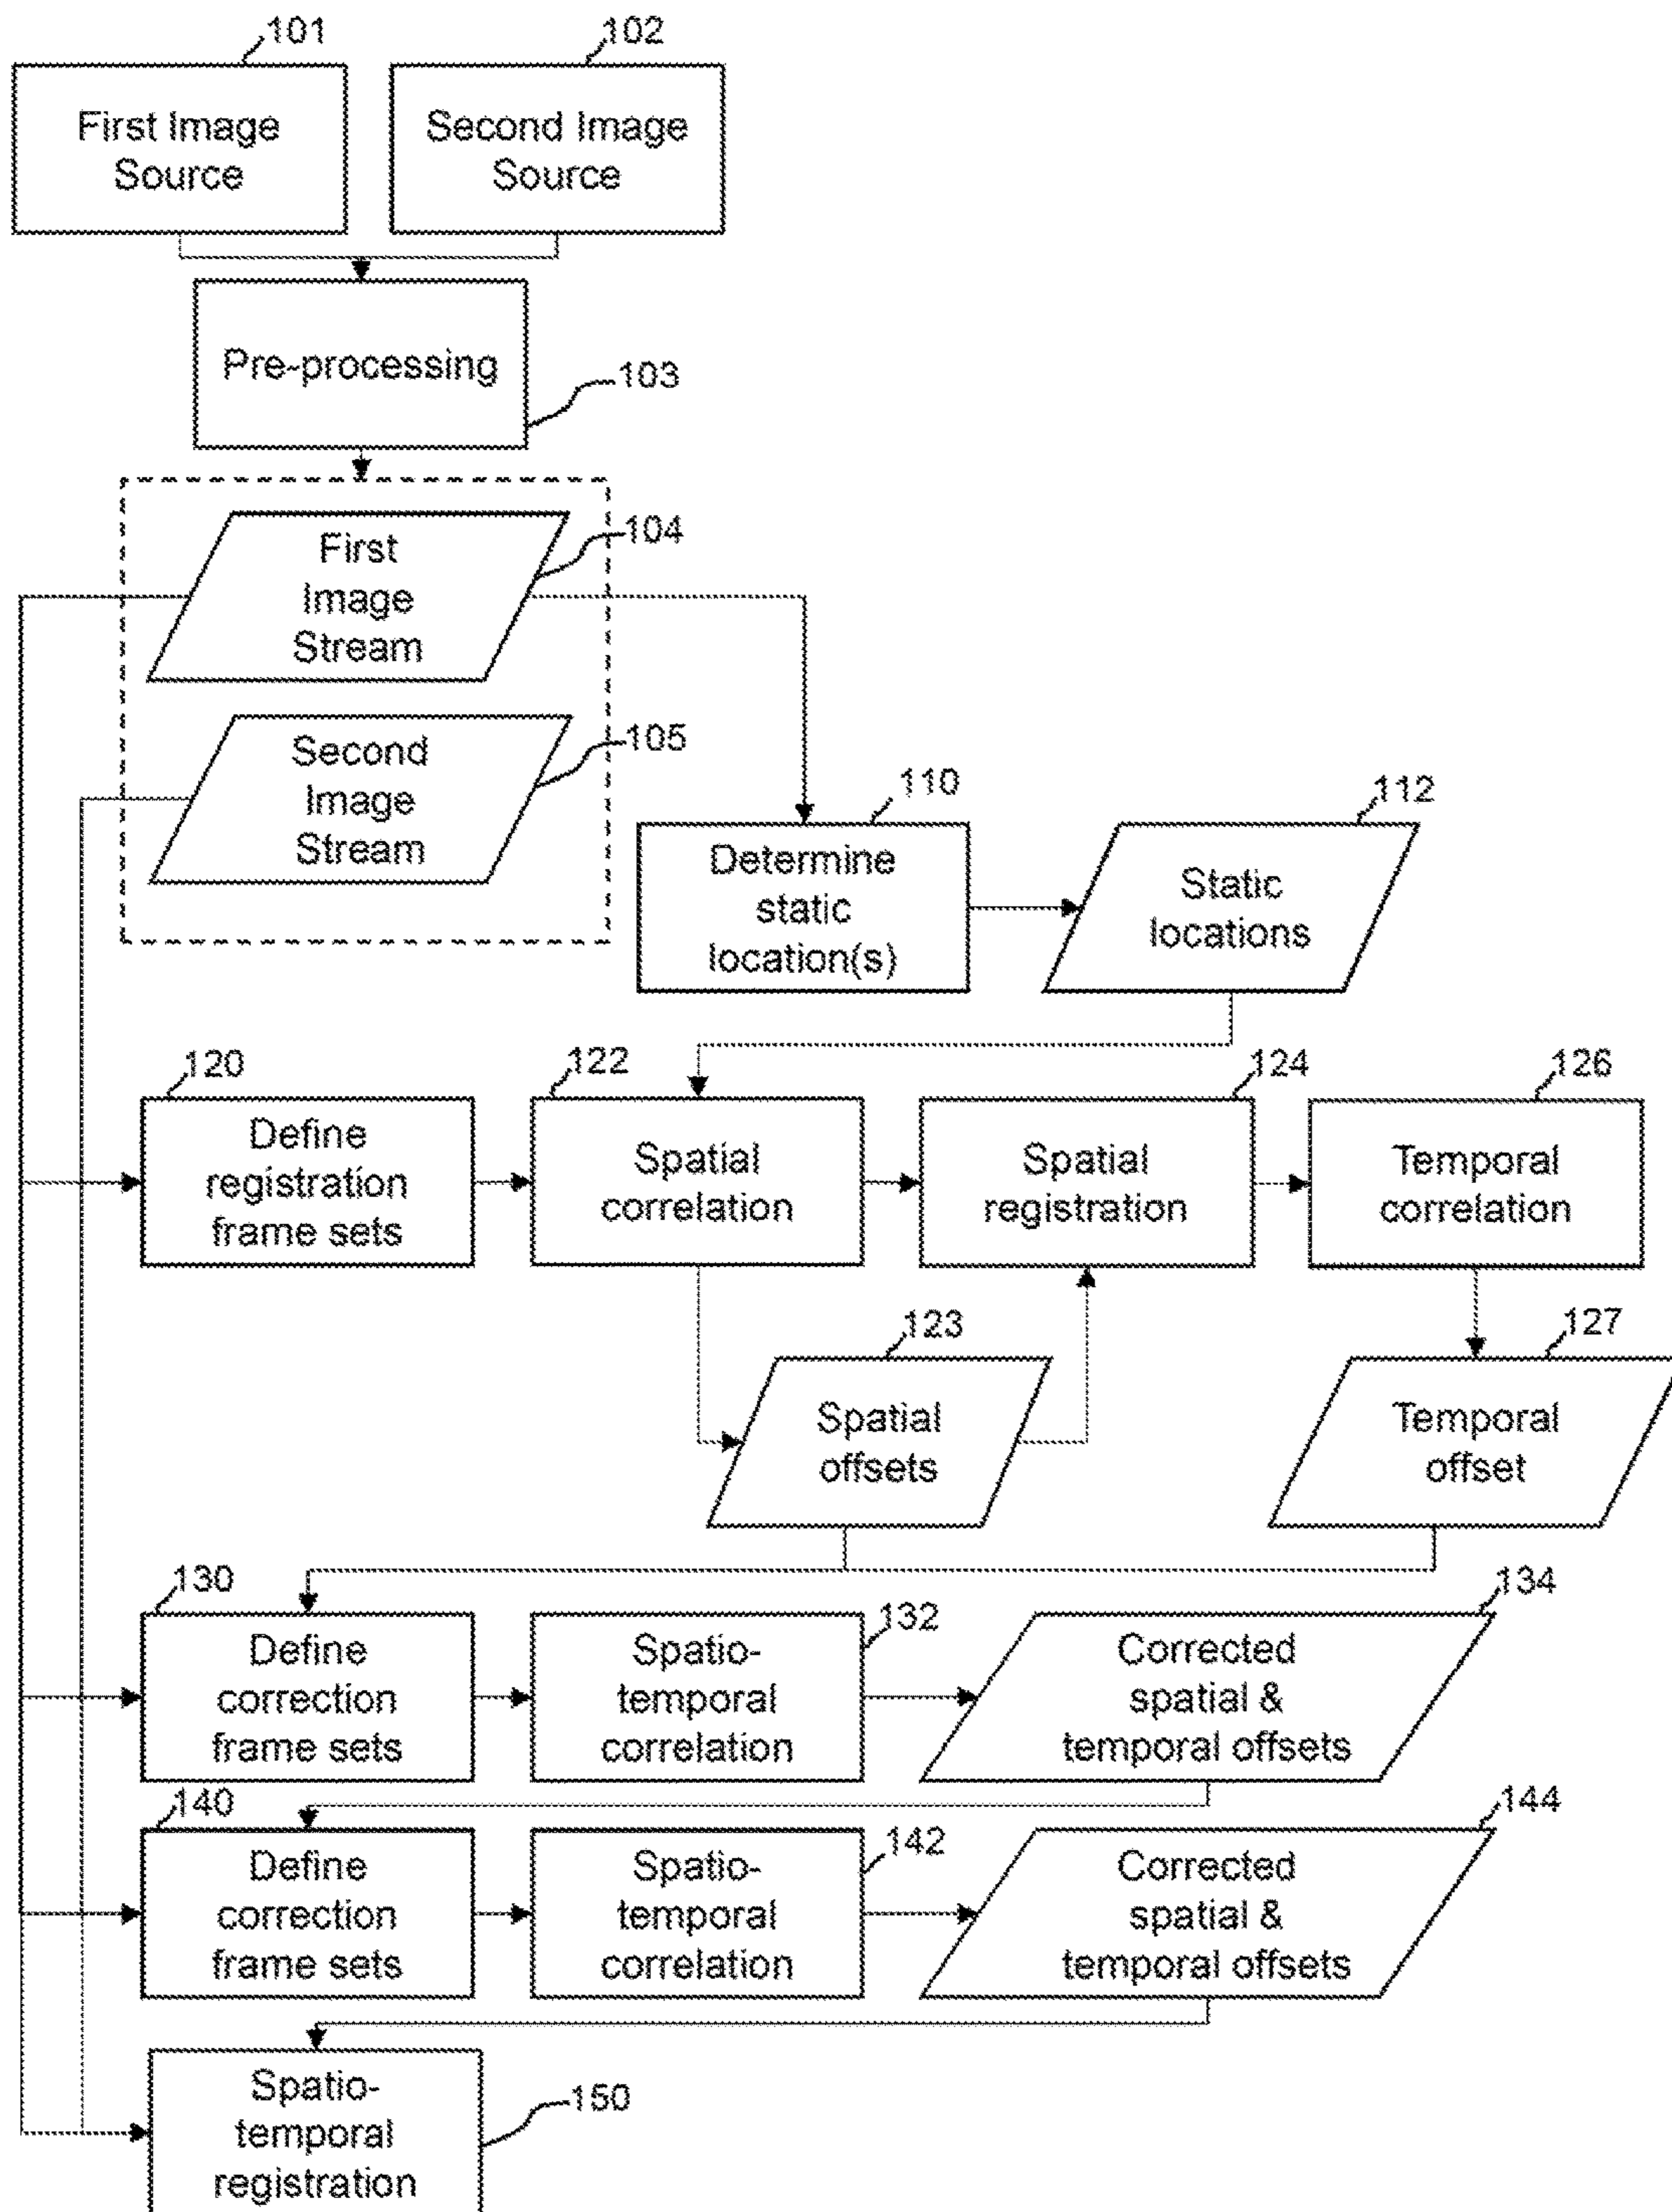 101
102
First Image
Source
Second Image
Source
Pre-processing
103
First
Image
Stream
104
Second
Image
Stream
105
110
112
Determine
static
location(s)
Static
locations
120
122
124
126
Define
registration
frame sets
Spatial
correlation
Spatial
registration
Temporal
correlation
123
127
Spatial
offsets
Temporal
offset
130
132
134
Define
correction
frame sets
Spatio-
temporal
correlation
Corrected
spatial &
temporal offsets
140
142
144
Define
correction
frame sets
Spatio-
temporal
correlation
Corrected
spatial &
temporal offsets
Spatio-
temporal
registration
150